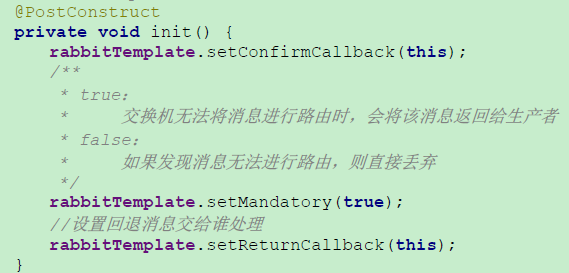 @PostConstruct
private void init() {
rabbitTemplate.setConfirmCallback(this);
/**
* true：
* 交换机无法将消息进行路由时，会将该消息返回给生产者
* false：
* 如果发现消息无法进行路由，则直接丢弃
*/
rabbitTemplate.setMandatory(true);
//设置回退消息交给谁处理
rabbitTemplate.setReturnCallback(this);
}